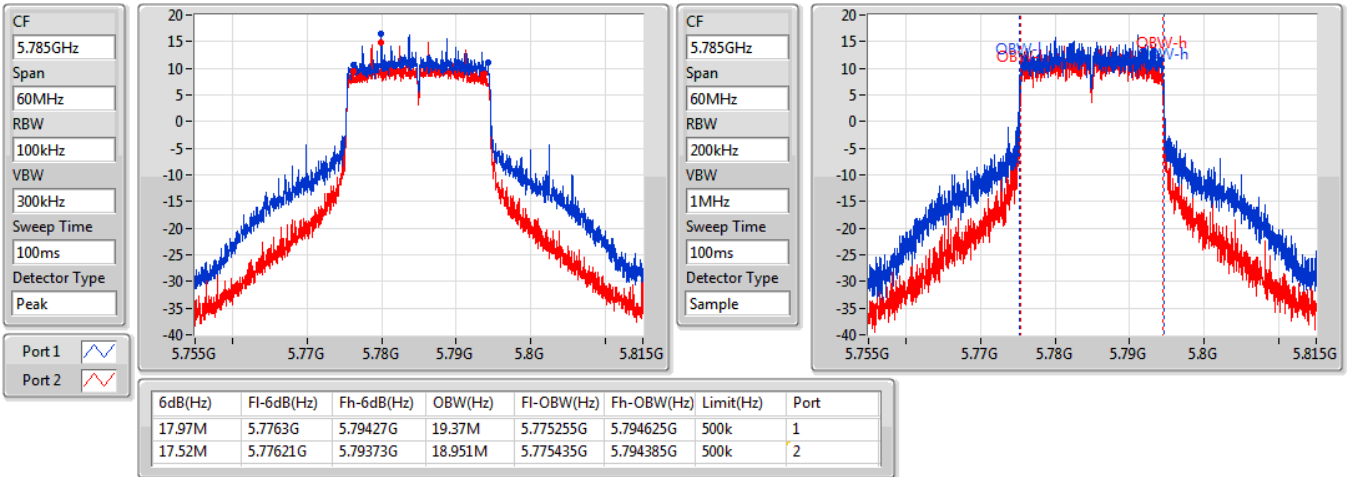 CF
5.785GHz
Span
60MHz
RBW
100kHz
VBW
300kHz
Sweep Time
100ms
Detector Type
Peak
Port 1
Port 2
20
15
10
5
0
-5
-10
-15
-20
-25
-30
-35
-40
5.755G 5.77G 5.78G 5.79G 5.8G 5.815G
CF
5.785GHz
Span
60MHz
RBW
200kHz
VBW
1MHz
Sweep Time
100ms
Detector Type
Sample
20
15
10
5
0
-5
-10
-15
-20
-25
-30
-35
-40
OBW-h
5.755G 5.77G 5.78G 5.79G 5.8G 5.815G
6dB(Hz) Fl-6dB(Hz) Fh-6dB(Hz) OBW(Hz) Fl-OBW(Hz) Fh-OBW(Hz) Limit(Hz) Port
17.97M 5.7763G 5.79427G 19.37M 5.775255G 5.794625G 500k 1
17.52M 5.77621G 5.79373G 18.951M 5.775435G 5.794385G 500k 2